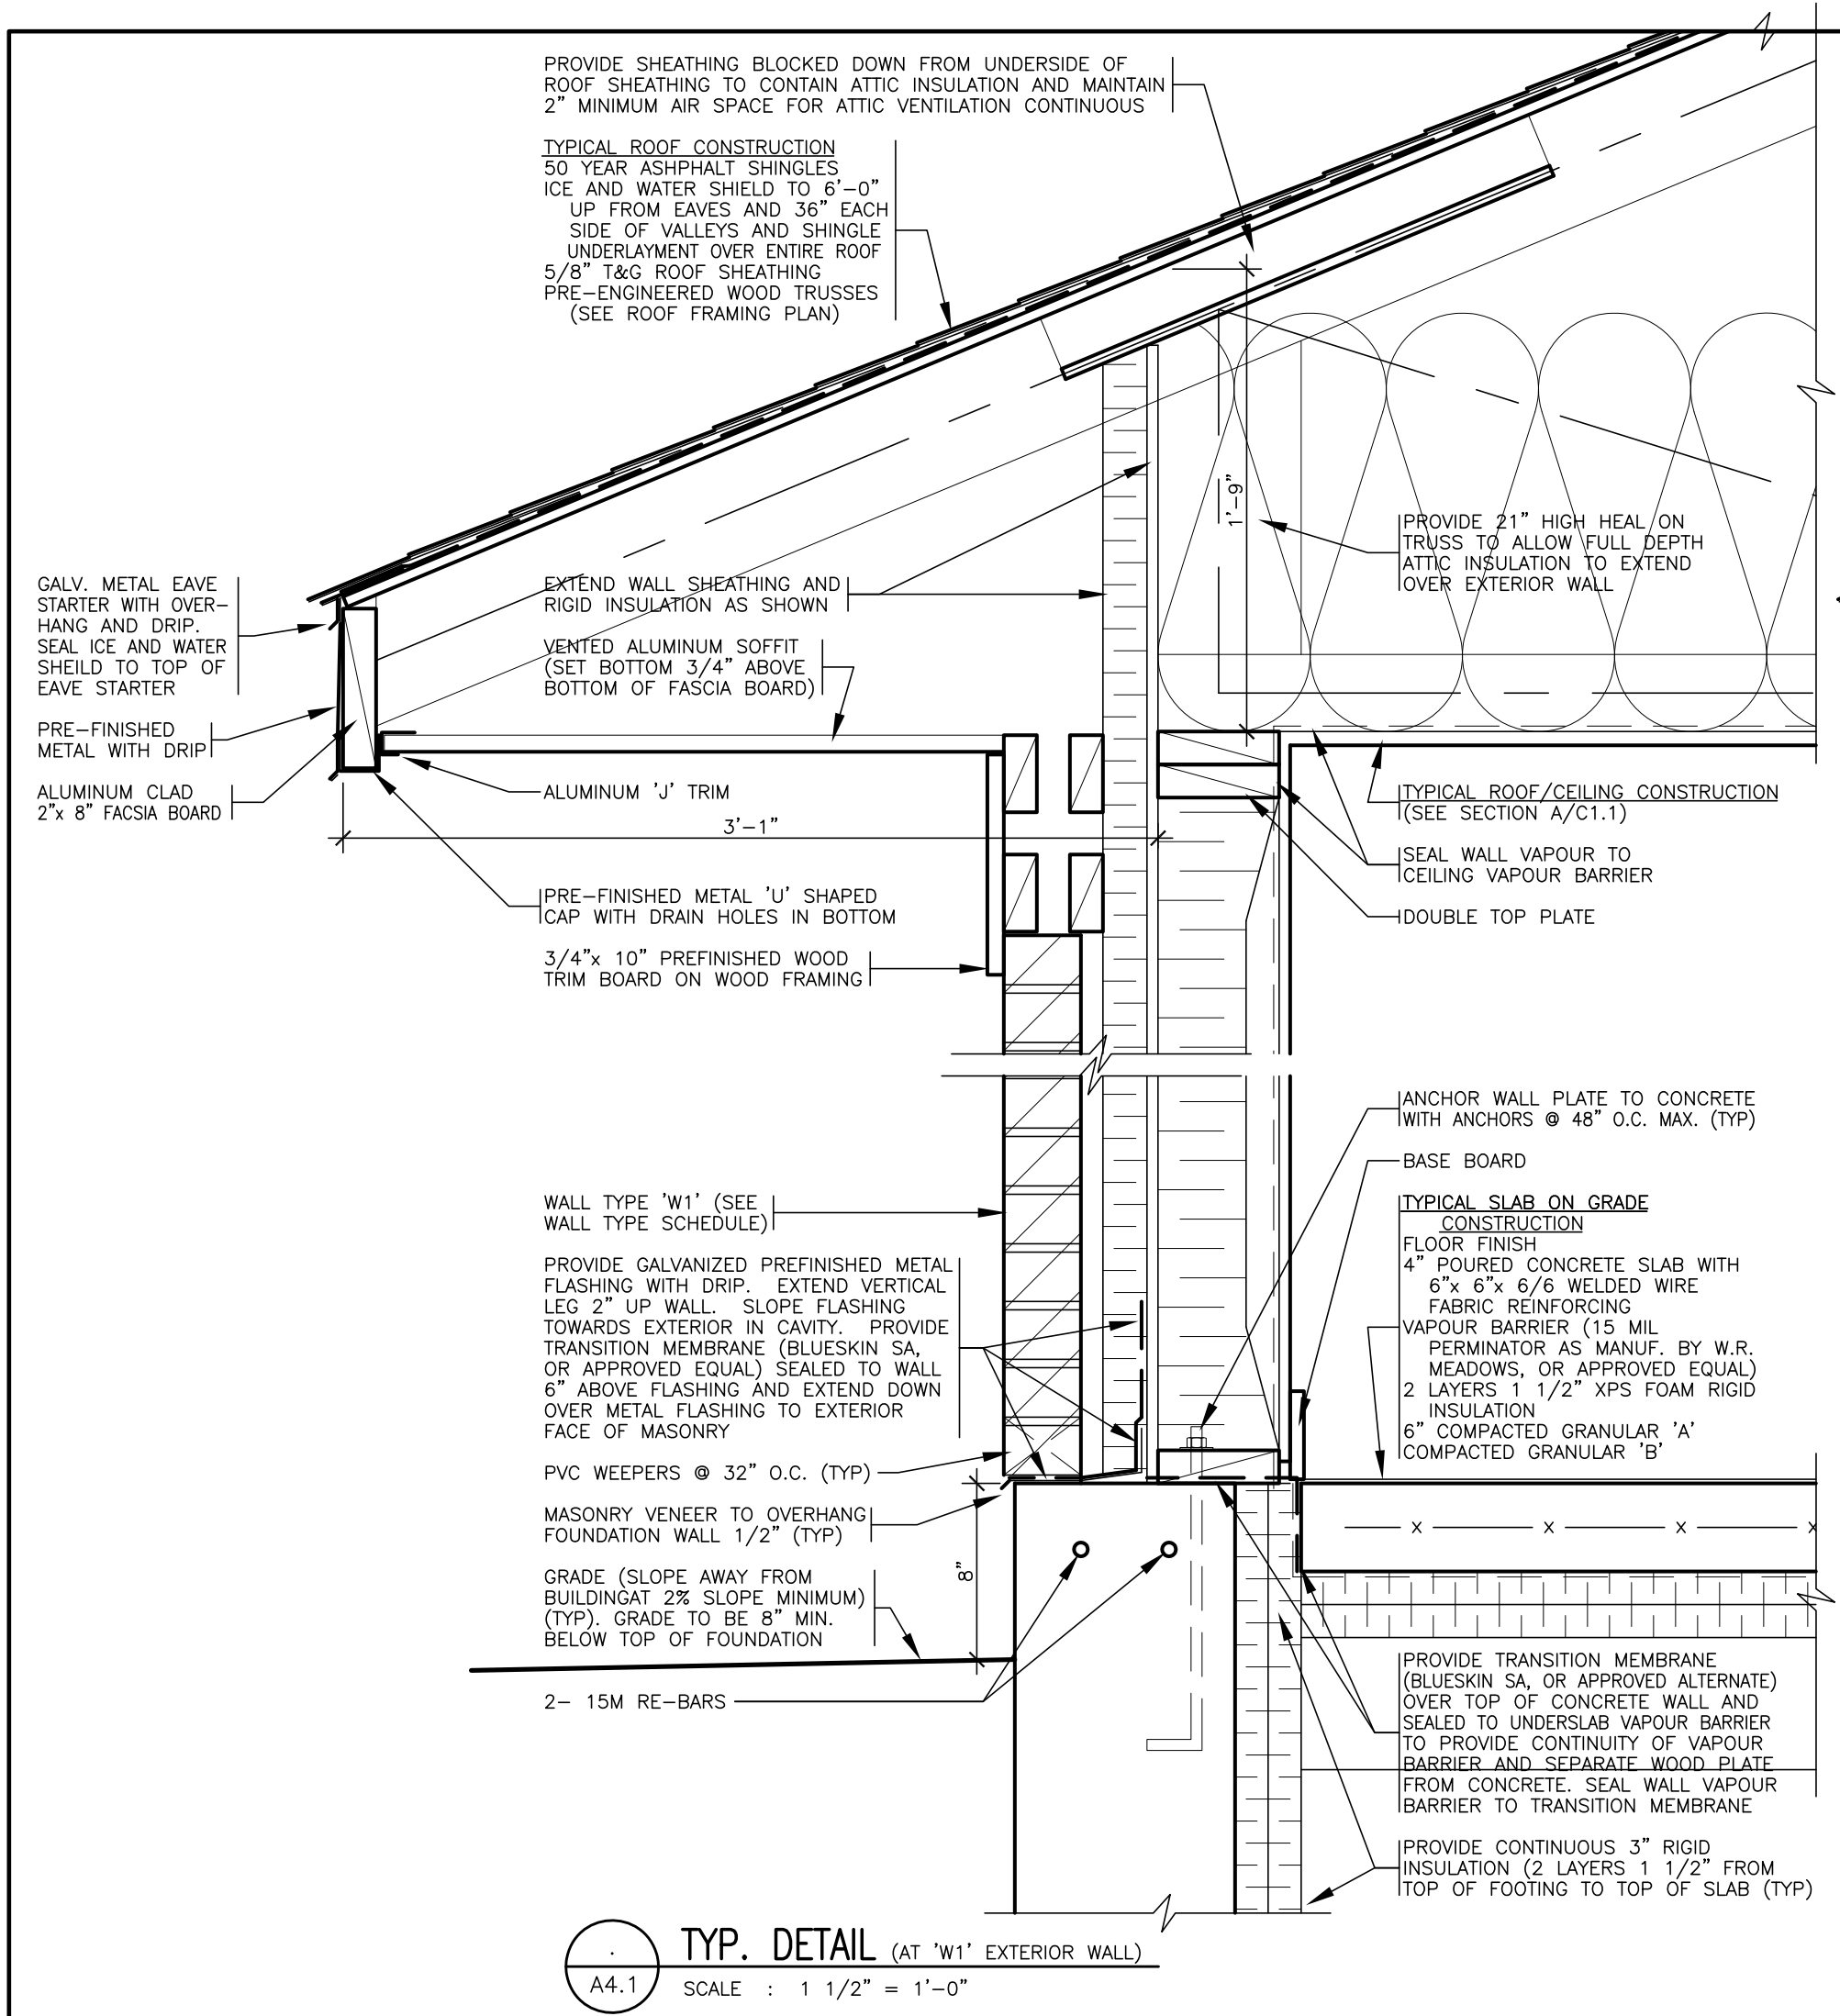 PROVIDE SHEATHING BLOCKED DOWN FROM UNDERSIDE OF
ROOF SHEATHING TO CONTAIN ATTIC INSULATION AND MAINTAIN
2" MINIMUM AIR SPACE FOR ATTIC VENTILATION CONTINUOUS
TYPICAL ROOF CONSTRUCTION
50 YEAR ASHPHALT SHINGLES
ICE AND WATER SHIELD TO 6'-0"
UP FROM EAVES AND 36" EACH
SIDE OF VALLEYS AND SHINGLE
UNDERLAYMENT OVER ENTIRE ROOF
5/8" T&G ROOF SHEATHING
PRE-ENGINEERED WOOD TRUSSES
(SEE ROOF FRAMING PLAN)
1'-9"
PROVIDE 21" HIGH HEAL ON
TRUSS TO ALLOW FULL DEPTH
ATTIC INSULATION TO EXTEND
OVER EXTERIOR WALL
GALV. METAL EAVE
STARTER WITH OVER-
HANG AND DRIP.
SEAL ICE AND WATER
SHEILD TO TOP OF
EAVE STARTER
PRE-FINISHED
METAL WITH DRIP
ALUMINUM CLAD
2"x 8" FACSIA BOARD
EXTEND WALL SHEATHING AND
RIGID INSULATION AS SHOWN
VENTED ALUMINUM SOFFIT
(SET BOTTOM 3/4" ABOVE
BOTTOM OF FASCIA BOARD)
ALUMINUM 'J' TRIM
3'-1"
PRE-FINISHED METAL 'U' SHAPED
CAP WITH DRAIN HOLES IN BOTTOM
3/4"x 10" PREFINISHED WOOD
TRIM BOARD ON WOOD FRAMING
TYPICAL ROOF/CEILING CONSTRUCTION
(SEE SECTION A/C1.1)
SEAL WALL VAPOUR TO
CEILING VAPOUR BARRIER
DOUBLE TOP PLATE
ANCHOR WALL PLATE TO CONCRETE
WITH ANCHORS @ 48" O.C. MAX. (TYP)
BASE BOARD
TYPICAL SLAB ON GRADE
CONSTRUCTION
FLOOR FINISH
4" POURED CONCRETE SLAB WITH
6"x 6"x 6/6 WELDED WIRE
FABRIC REINFORCING
VAPOUR BARRIER (15 MIL
PERMINATOR AS MANUF. BY W.R.
MEADOWS, OR APPROVED EQUAL)
2 LAYERS 1 1/2" XPS FOAM RIGID
INSULATION
6" COMPACTED GRANULAR 'A'
COMPACTED GRANULAR 'B'
WALL TYPE 'W1' (SEE
WALL TYPE SCHEDULE)
PROVIDE GALVANIZED PREFINISHED METAL
FLASHING WITH DRIP. EXTEND VERTICAL
LEG 2" UP WALL. SLOPE FLASHING
TOWARDS EXTERIOR IN CAVITY. PROVIDE
TRANSITION MEMBRANE (BLUESKIN SA,
OR APPROVED EQUAL) SEALED TO WALL
6" ABOVE FLASHING AND EXTEND DOWN
OVER METAL FLASHING TO EXTERIOR
FACE OF MASONRY
PVC WEEPERS @ 32" O.C. (TYP)
MASONRY VENEER TO OVERHANG
FOUNDATION WALL 1/2" (TYP)
GRADE (SLOPE AWAY FROM
BUILDINGAT 2% SLOPE MINIMUM)
(TYP). GRADE TO BE 8" MIN.
BELOW TOP OF FOUNDATION
8"
2- 15M RE-BARS
X X X X
PROVIDE TRANSITION MEMBRANE
(BLUESKIN SA, OR APPROVED ALTERNATE)
OVER TOP OF CONCRETE WALL AND
SEALED TO UNDERSLAB VAPOUR BARRIER
TO PROVIDE CONTINUITY OF VAPOUR
BARRIER AND SEPARATE WOOD PLATE
FROM CONCRETE. SEAL WALL VAPOUR
BARRIER TO TRANSITION MEMBRANE
PROVIDE CONTINUOUS 3" RIGID
INSULATION (2 LAYERS 1 1/2" FROM
TOP OF FOOTING TO TOP OF SLAB (TYP)
. A4.1
TYP. DETAIL (AT 'W1' EXTERIOR WALL)
SCALE : 1 1/2" = 1'-0"